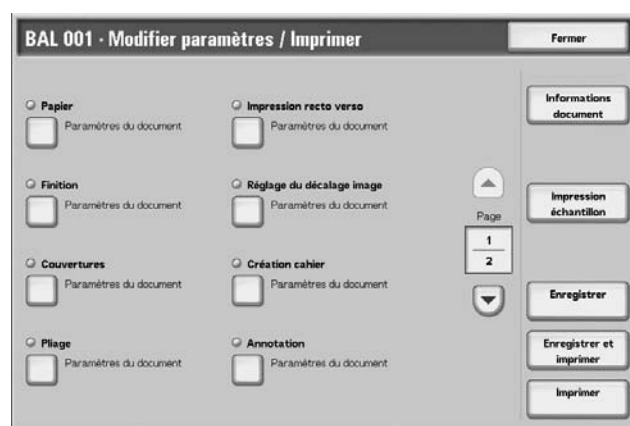 BAL 001 - Modifier paramètres / Imprimer
Fermer
Papier
Paramètres du document
Impression recto verso
Paramètres du document
Informations
document
Finition
Paramètres du document
Réglage du décalage image
Paramètres du document
Page
1
2
Impression
échantillon
Couvertures
Paramètres du document
Création cahier
Paramètres du document
Enregistrer
Pliage
Paramètres du document
Annotation
Paramètres du document
Enregistrer et
imprimer
Imprimer